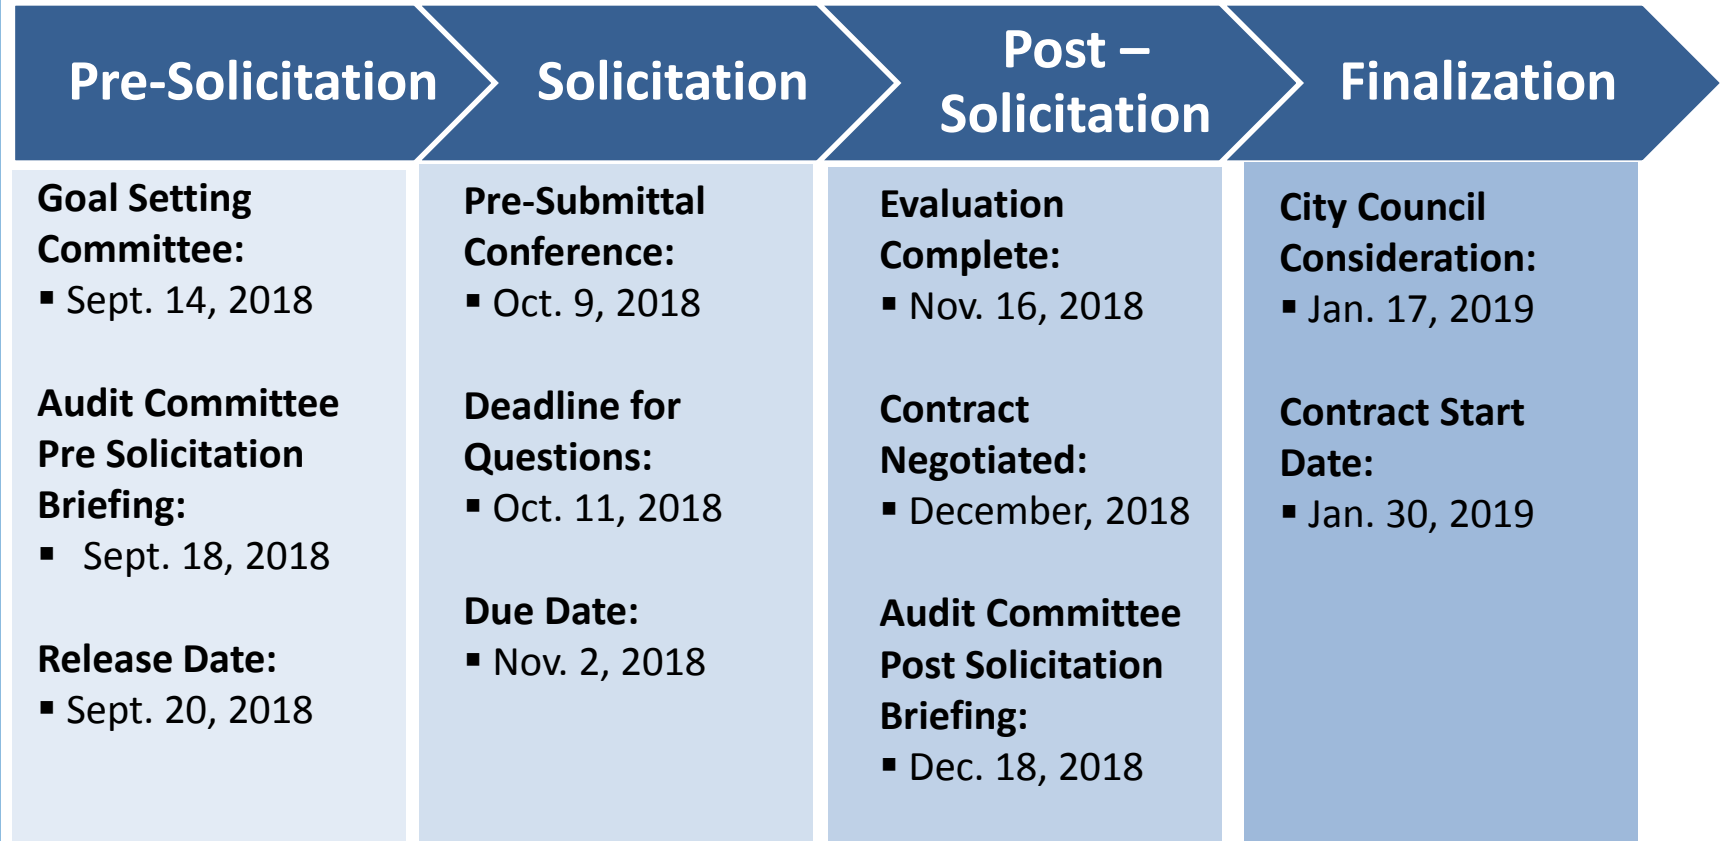 Pre-Solicitation
Solicitation
Post –
Solicitation
Finalization
Goal Setting
Committee:
▪ Sept. 14, 2018
Audit Committee
Pre Solicitation
Briefing:
▪ Sept. 18, 2018
Release Date:
▪ Sept. 20, 2018
Pre-Submittal
Conference:
▪ Oct. 9, 2018
Deadline for
Questions:
▪ Oct. 11, 2018
Due Date:
▪ Nov. 2, 2018
Evaluation
Complete:
▪ Nov. 16, 2018
Contract
Negotiated:
▪ December, 2018
Audit Committee
Post Solicitation
Briefing:
▪ Dec. 18, 2018
City Council
Consideration:
▪ Jan. 17, 2019
Contract Start
Date:
▪ Jan. 30, 2019